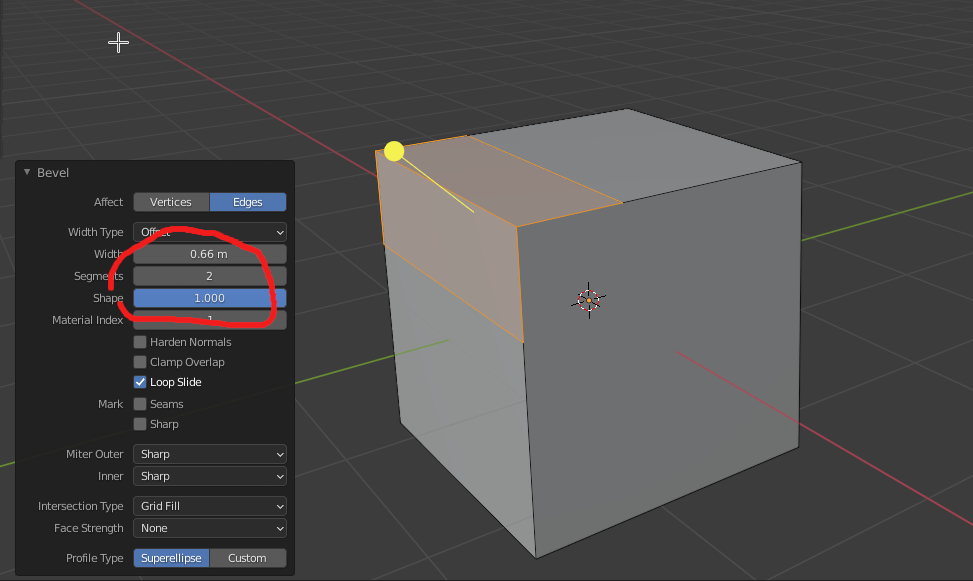 Bevel
Affect Vertices Edges
Width Type Offset
Width 0.66 m
Segments 2
Shape 1.000
Material Index -1
Harden Normals
Clamp Overlap
Loop Slide
Mark Seams
Sharp
Miter Outer Sharp
Inner Sharp
Intersection Type Grid Fill
Face Strength None
Profile Type Superellipse Custom